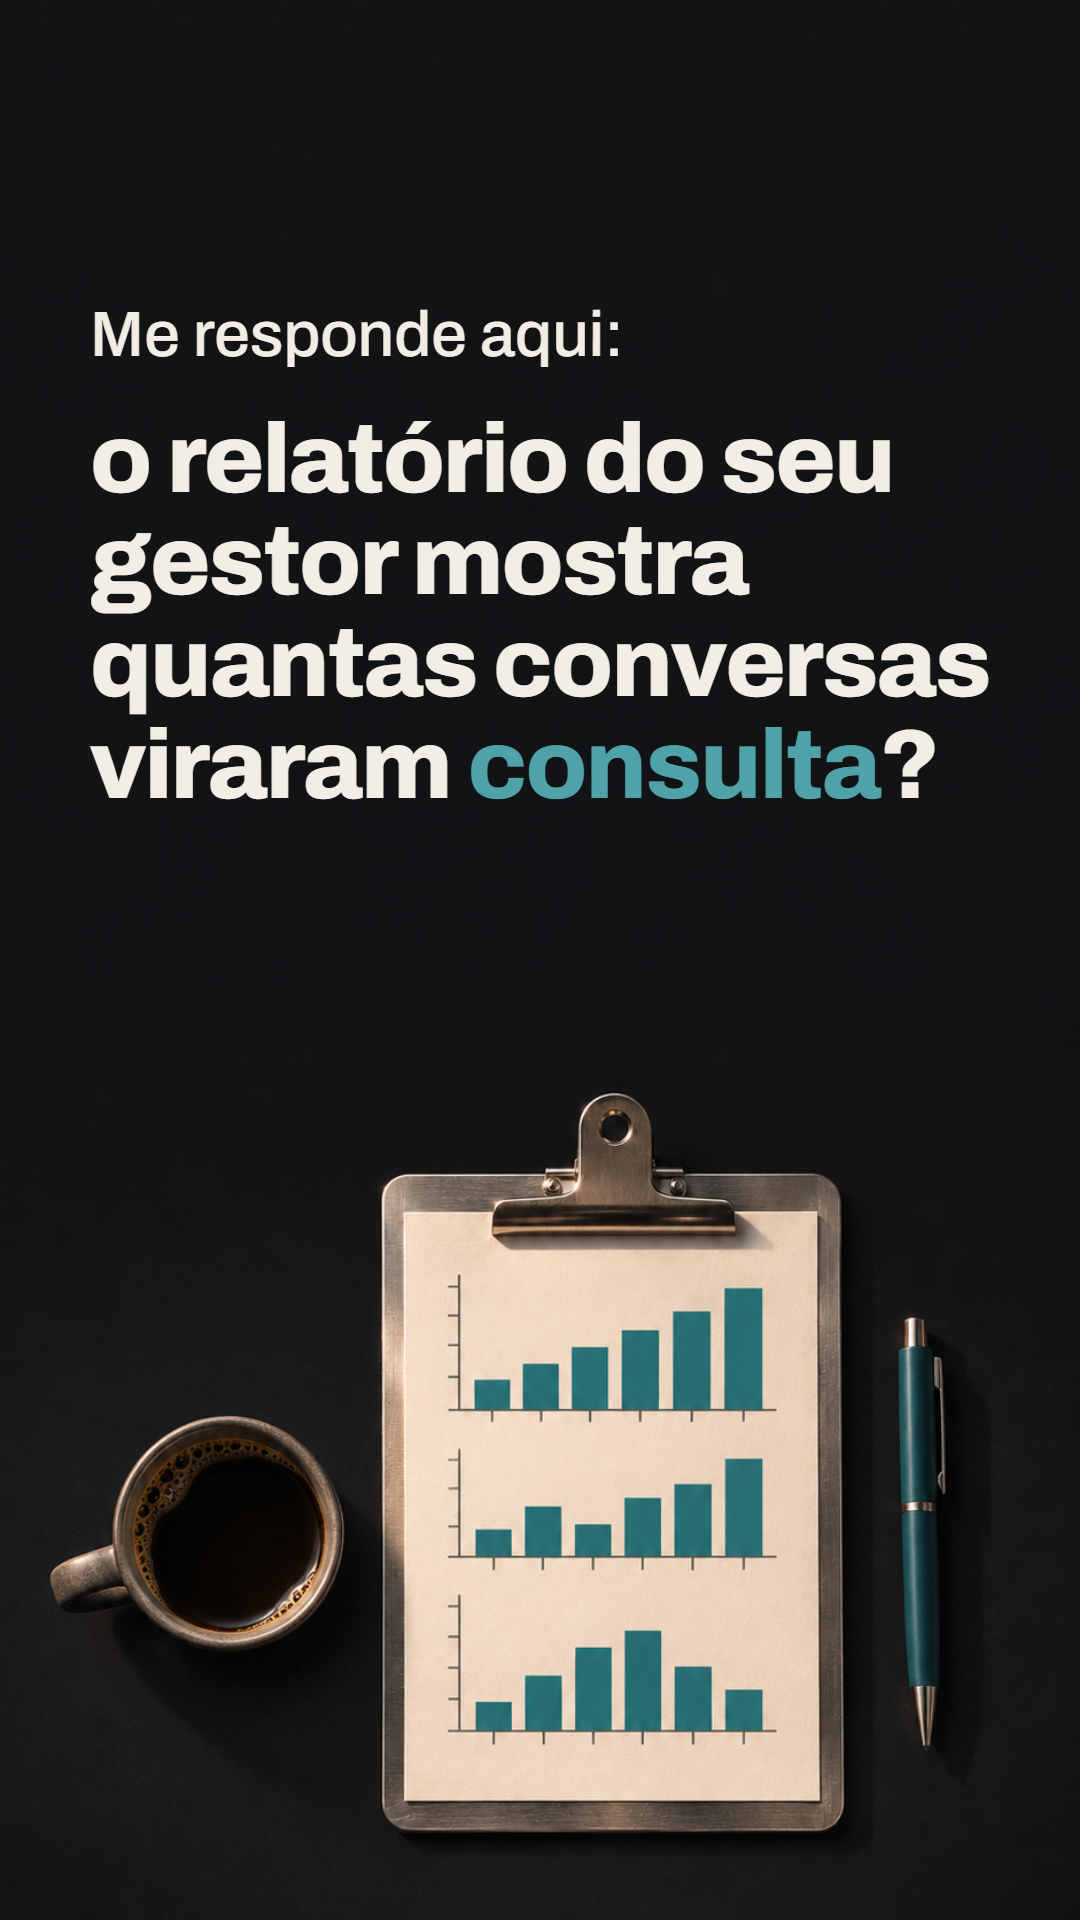 Me responde aqui:
o relatório do seu
gestor mostra
quantas conversas
viraram consulta?